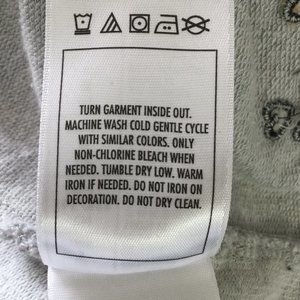 TURN GARMENT INSIDE OUT.
MACHINE WASH COLD GENTLE CYCLE
WITH SIMILAR COLORS. ONLY
NON-CHLORINE BLEACH WHEN
NEEDED. TUMBLE DRY LOW. WARM
IRON IF NEEDED. DO NOT IRON ON
DECORATION. DO NOT DRY CLEAN.